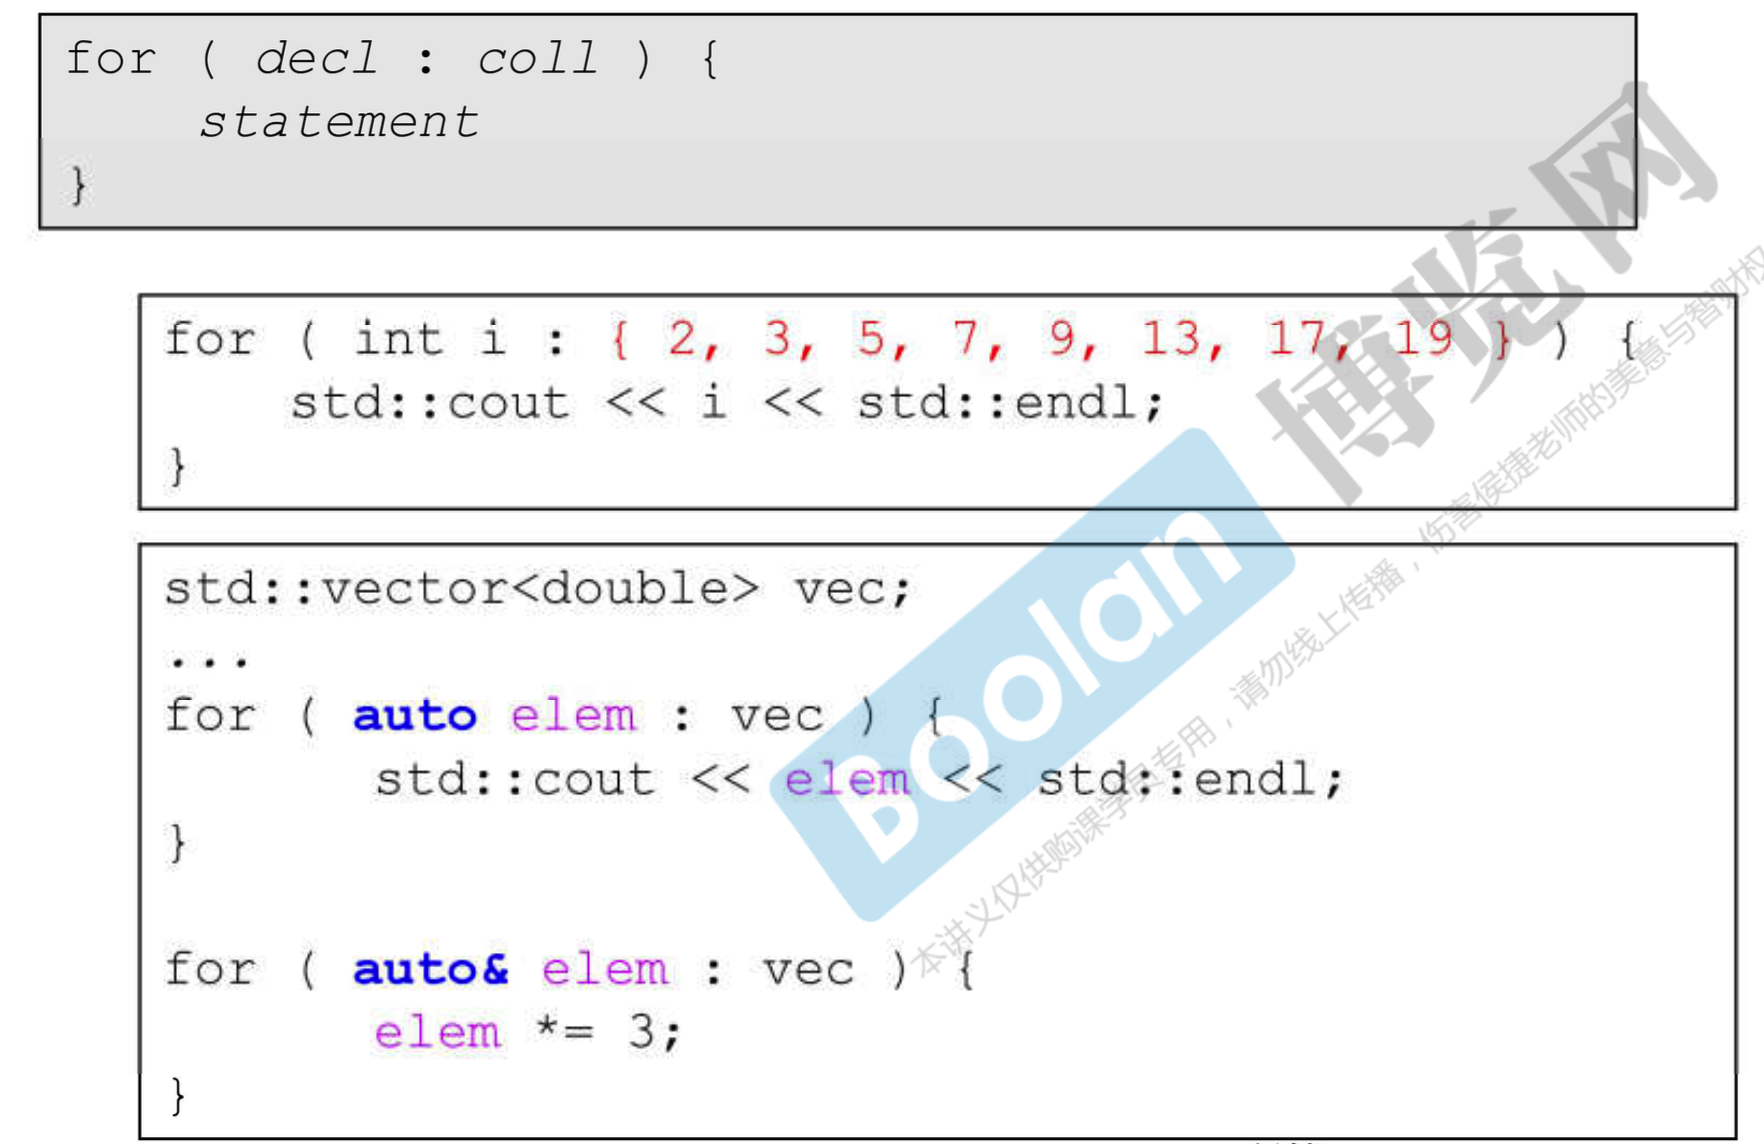 for ( decl : coll ) {
    statement
}
for ( int i : { 2, 3, 5, 7, 9, 13, 17, 19 } ) {
    std::cout << i << std::endl;
}
std::vector<double> vec;
...
for ( auto elem : vec ) {
    std::cout << elem << std::endl;
}
for ( auto& elem : vec ) {
    elem *= 3;
}
Boolan
博览网
本讲义仅供购课学员专用，请勿线上传播，伤害侯捷老师的美意与智财权